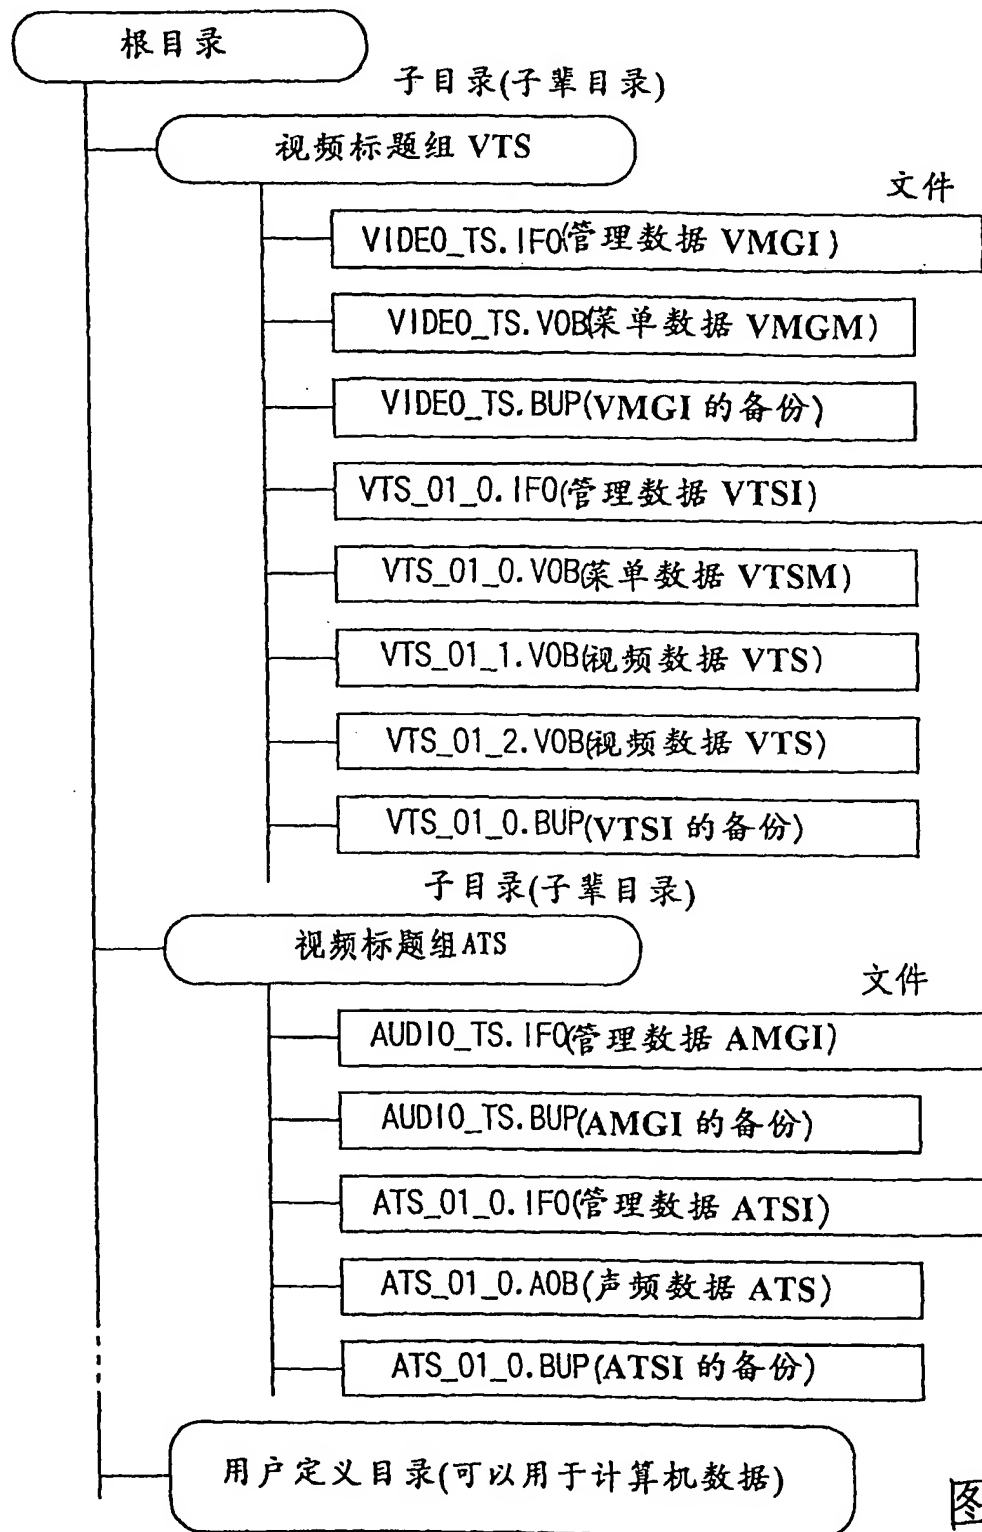 根目录
子目录(子辈目录)
视频标题组 VTS
文件
VIDEO_TS.IFO(管理数据 VMGI)
VIDEO_TS.VOB(菜单数据 VMGM)
VIDEO_TS.BUP(VMGI 的备份)
VTS_01_0.IFO(管理数据 VTSI)
VTS_01_0.VOB(菜单数据 VTSM)
VTS_01_1.VOB(视频数据 VTS)
VTS_01_2.VOB(视频数据 VTS)
VTS_01_0.BUP(VTSI 的备份)
子目录(子辈目录)
视频标题组ATS
文件
AUDIO_TS.IFO(管理数据 AMGI)
AUDIO_TS.BUP(AMGI 的备份)
ATS_01_0.IFO(管理数据 ATSI)
ATS_01_0.AOB(声频数据 ATS)
ATS_01_0.BUP(ATSI 的备份)
用户定义目录(可以用于计算机数据)
图